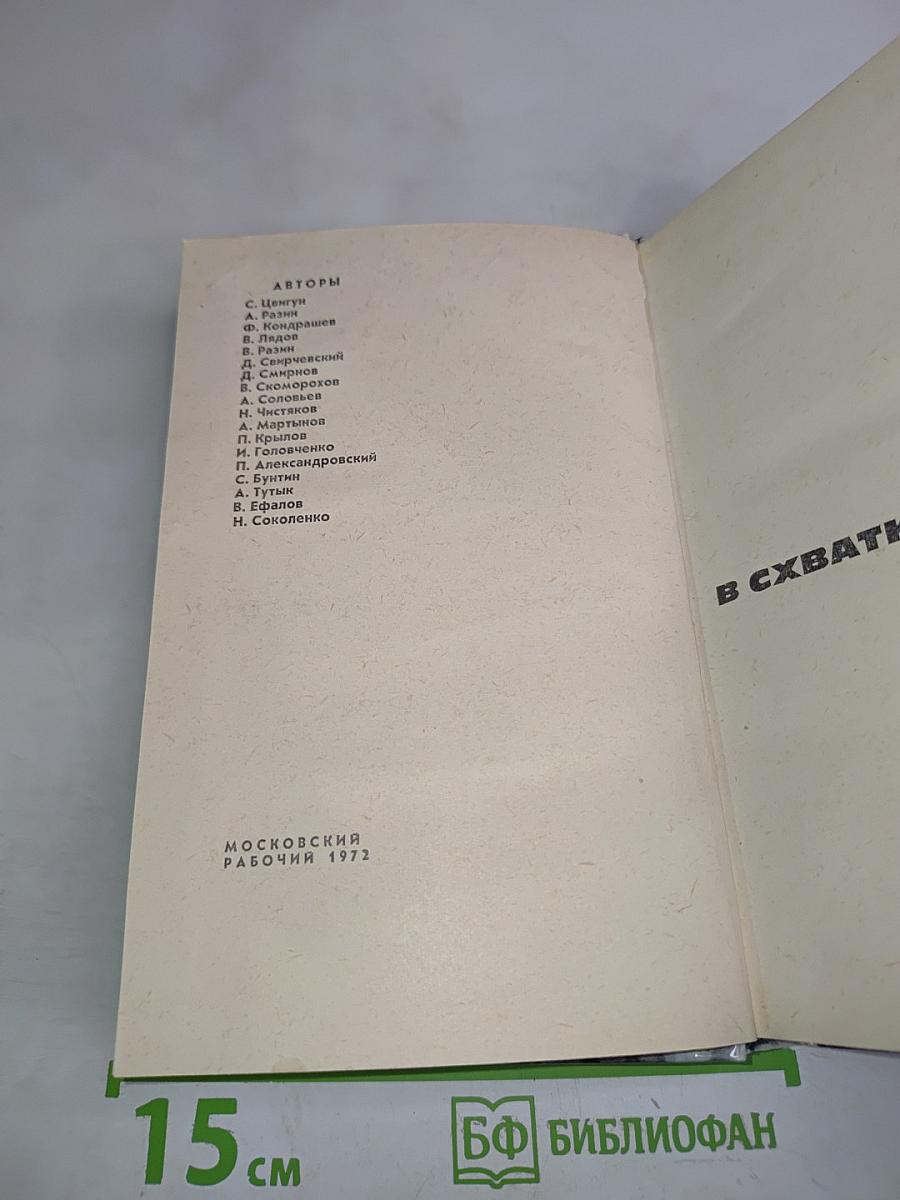 АВТОРЫ
С. Цвигун
А. Разин
Ф. Кондрашев
В. Лядов
В. Разин
Д. Свирчевский
Д. Смирнов
В. Скоморохов
А. Соловьев
Н. Чистяков
А. Мартынов
П. Крылов
И. Головченко
П. Александровский
С. Бунтин
А. Тутык
В. Ефалов
Н. Соколенко
МОСКОВСКИЙ
РАБОЧИЙ 1972
В СХВАТК
15 см
БФ БИБЛИОФАН